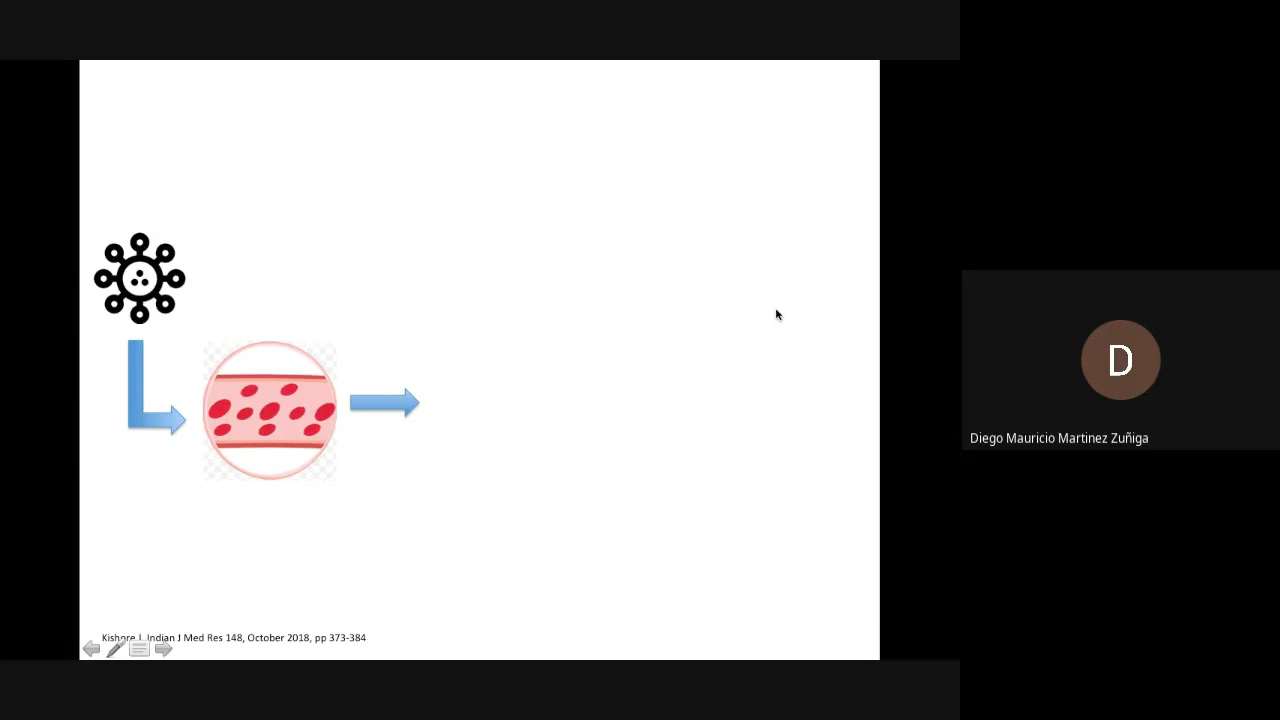 D
Diego Mauricio Martinez Zuñiga
Kishore J, Indian J Med Res 148, October 2018, pp 373-384